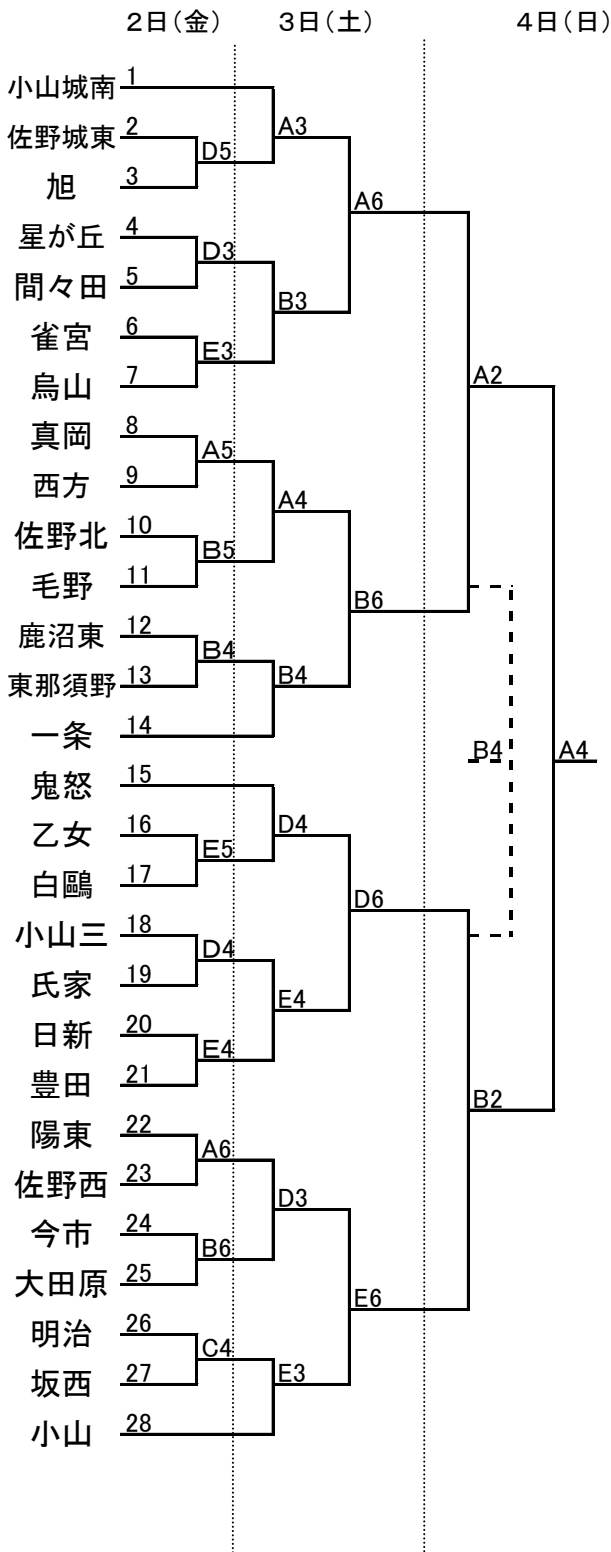 2日(金) 3日(土) 4日(日)
小山城南 1
A3
佐野城東 2
D5
旭 3
A6
星が丘 4
D3
間々田 5
B3
雀宮 6
E3
烏山 7
A2
真岡 8
A5
西方 9
A4
佐野北 10
B5
毛野 11
B6
鹿沼東 12
B4
東那須野 13
B4
一条 14
B4
A4
鬼怒 15
D4
乙女 16
E5
白鷗 17
D6
小山三 18
D4
氏家 19
E4
日新 20
E4
豊田 21
B2
陽東 22
A6
佐野西 23
D3
今市 24
B6
大田原 25
E6
明治 26
C4
坂西 27
E3
小山 28